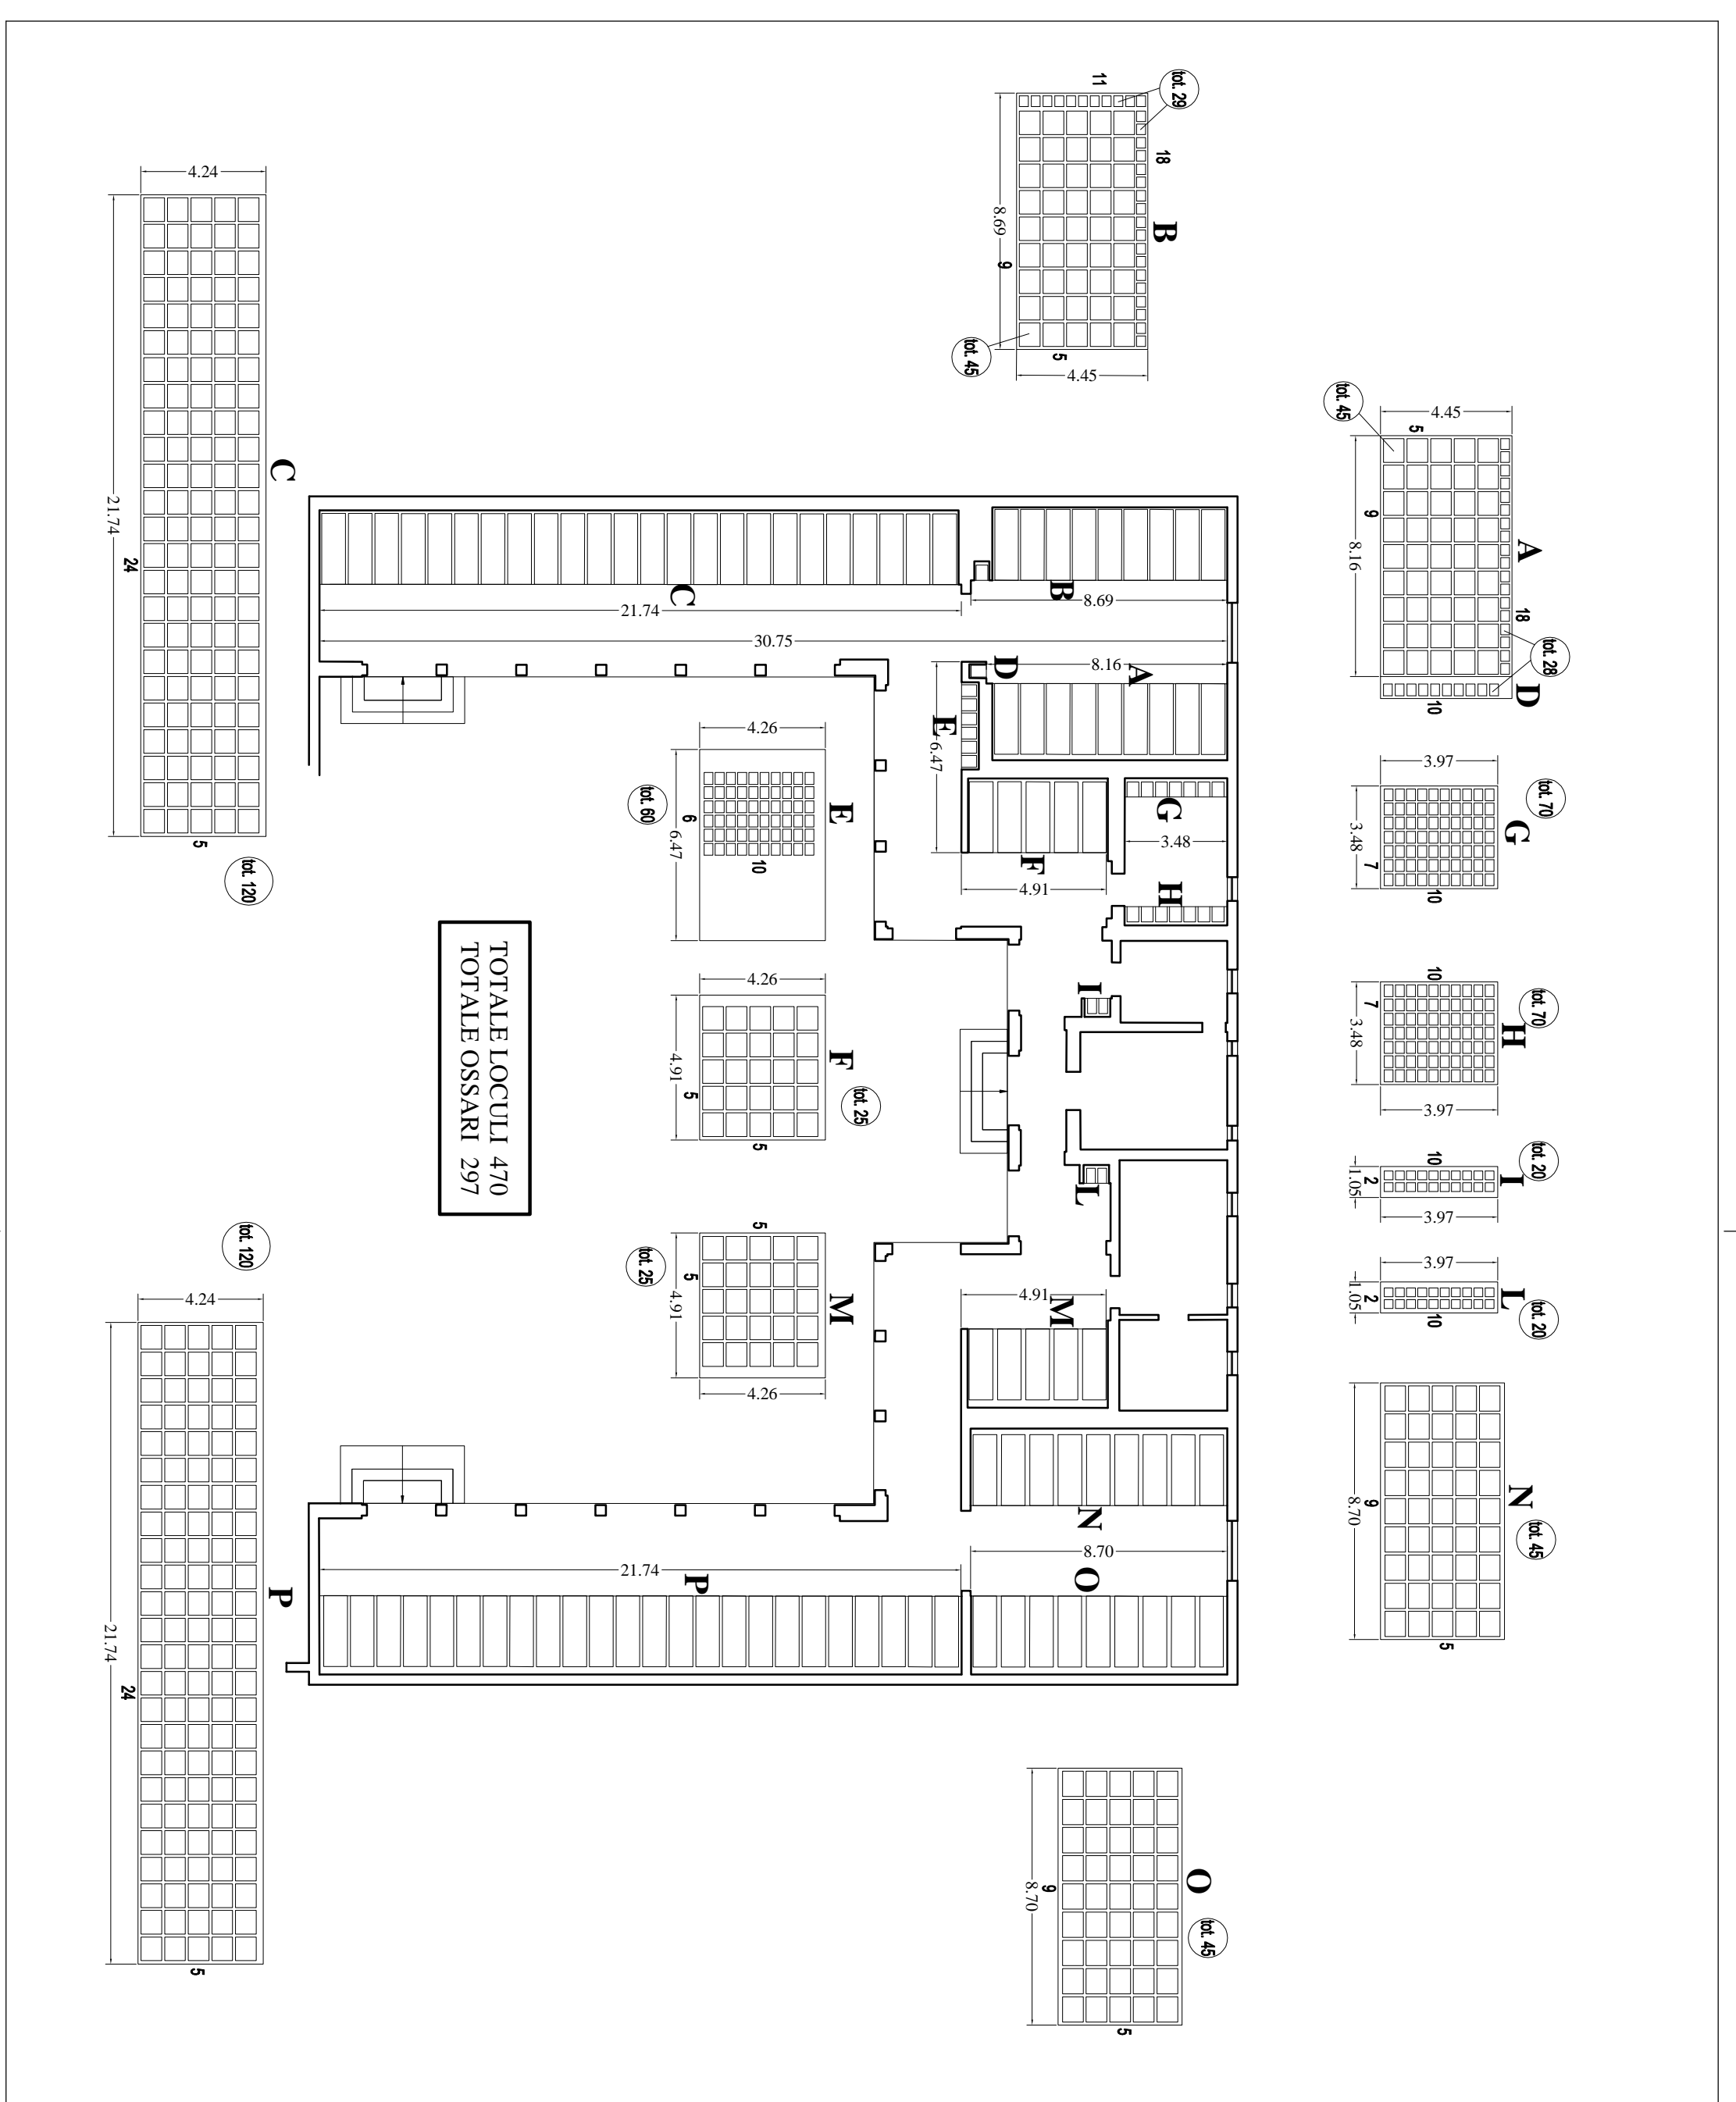 tot. 29
11
18
B
8.69
9
5
tot. 45
4.45
4.24
C
21.74
24
5
tot. 120
tot. 45
4.45
5
9
8.16
A
18
tot. 28
D
10
C
21.74
B
8.69
30.75
8.16
A
D
E
6.47
F
4.91
G
3.48
H
I
L
4.26
E
tot. 60
6
6.47
10
3.97
tot. 70
G
3.48
7
10
4.26
F
tot. 25
4.91
5
5
10
7
tot. 70
H
3.48
3.97
TOTALE LOCULI 470
TOTALE OSSARI 297
10
tot. 20
I
2
1.05
3.97
3.97
L
2
1.05
10
tot. 20
5
5
tot. 25
M
4.91
4.26
4.91
M
N
8.70
O
21.74
P
N
9
8.70
tot. 45
5
tot. 120
4.24
P
21.74
24
5
O
9
8.70
tot. 45
5